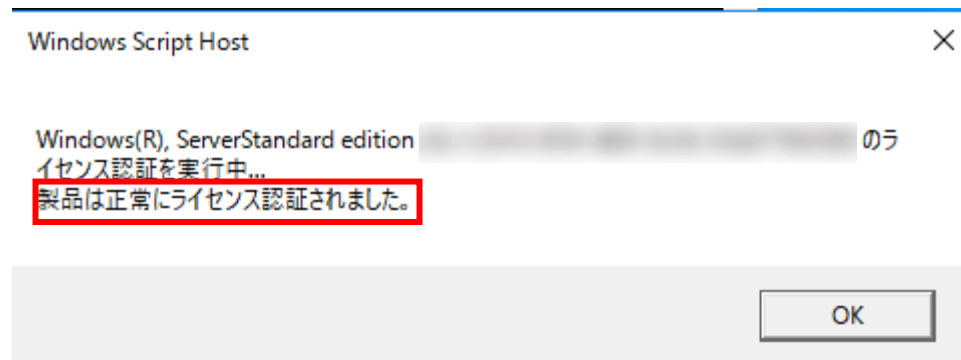 Windows Script Host
Windows(R), ServerStandard edition のラ
イセンス認証を実行中...
製品は正常にライセンス認証されました。
OK